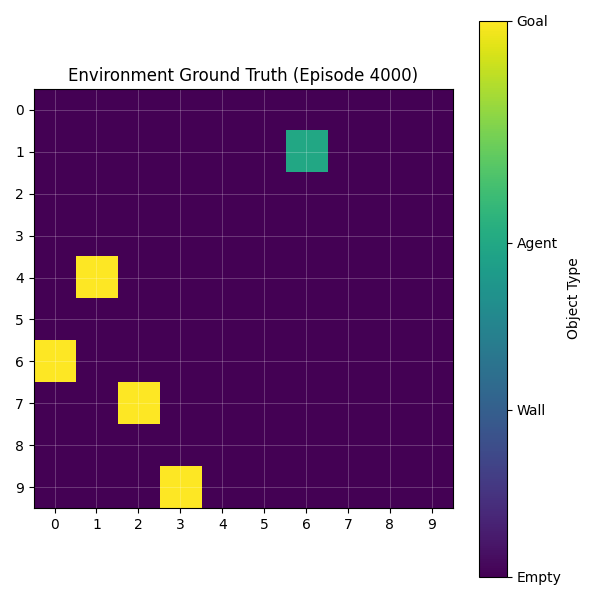 Environment Ground Truth (Episode 4000)
0
1
2
3
4
5
6
7
8
9
0 1 2 3 4 5 6 7 8 9
Goal
Agent
Wall
Empty
Object Type